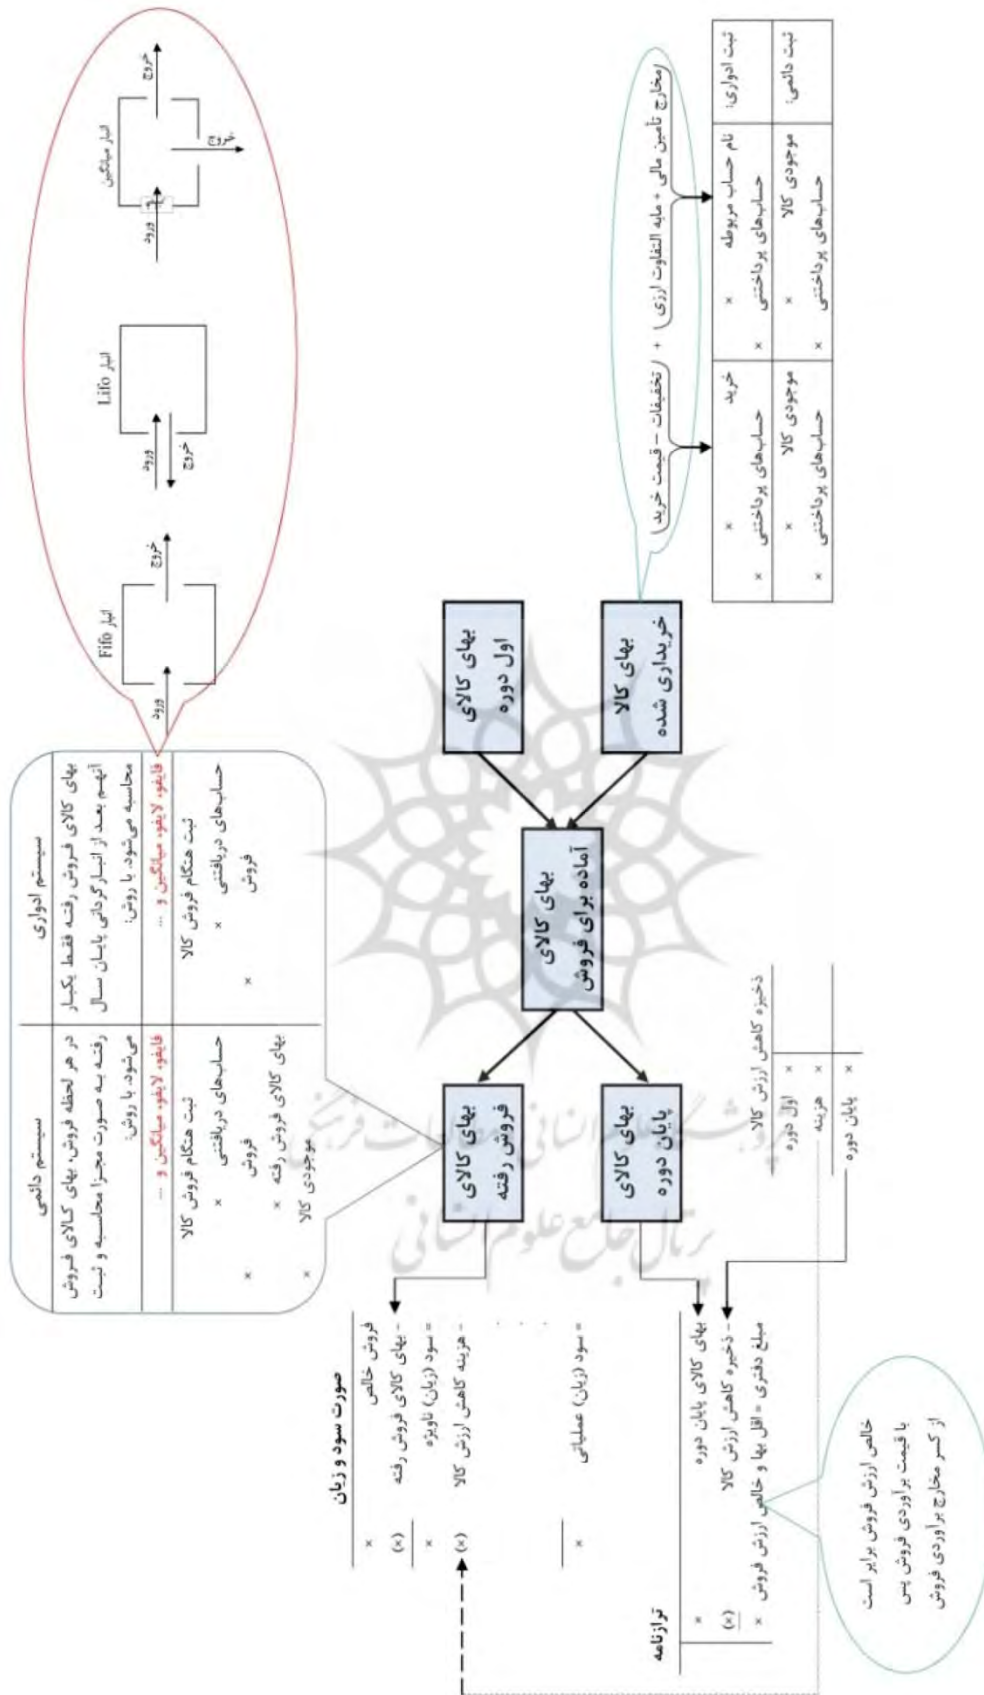 انبار Fifo
ورود
خروج
انبار Lifo
ورود
خروج
انبار میانگین
ورود
خروج
خروج
سیستم دائمی
در هر لحظه فروش، بهای کالای فروش
رفته به صورت مجزا محاسبه و ثبت
می‌شود. با روش:
فایفو، لایفو، میانگین و ...
ثبت هنگام فروش کالا
حساب‌های دریافتنی ×
فروش ×
بهای کالای فروش رفته ×
موجودی کالا ×
سیستم ادواری
بهای کالای فروش رفته فقط یکبار
آنهم بعد از انبارگردانی پایان سال
محاسبه می‌شود. با روش:
فایفو، لایفو، میانگین و ...
ثبت هنگام فروش کالا
حساب‌های دریافتنی ×
فروش ×
بهای کالای
اول دوره
بهای کالا
خریداری شده
بهای کالای
آماده برای فروش
بهای کالای
فروش رفته
بهای کالای
پایان دوره
(تخفیفات – قیمت خرید) + (مخارج تأمین مالی + مابه التفاوت ارزی)
ثبت ادواری:
نام حساب مربوطه ×
حساب‌های پرداختنی ×
خرید ×
حساب‌های پرداختنی ×
ثبت دائمی:
موجودی کالا ×
حساب‌های پرداختنی ×
موجودی کالا ×
حساب‌های پرداختنی ×
صورت سود و زیان
فروش خالص ×
- بهای کالای فروش رفته (×)
= سود (زیان) ناویژه ×
- هزینه کاهش ارزش کالا (×)
.
.
.
= سود (زیان) عملیاتی ×
ذخیره کاهش ارزش کالا
× اول دوره
× هزینه
× پایان دوره
ترازنامه
بهای کالای پایان دوره ×
- ذخیره کاهش ارزش کالا (×)
مبلغ دفتری = اقل بها و خالص ارزش فروش ×
خالص ارزش فروش برابر است
با قیمت برآوردی فروش پس
از کسر مخارج برآوردی فروش
پژوهشگاه علوم انسانی و مطالعات فرهنگی
پرتال جامع علوم انسانی